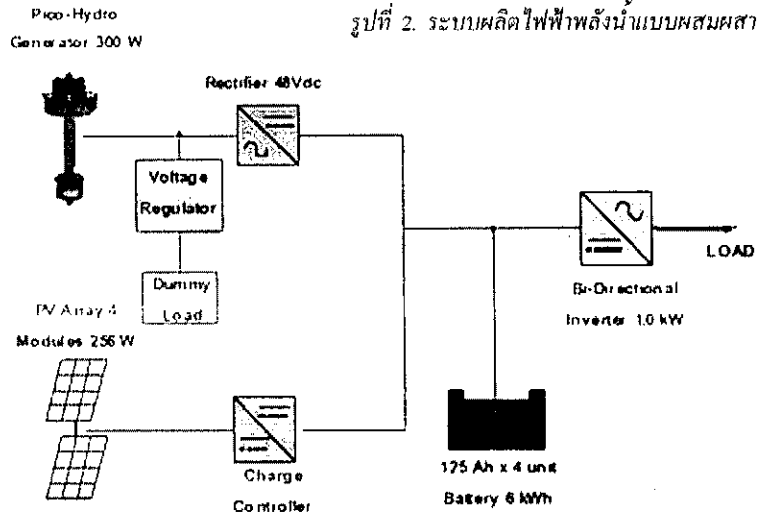 รูปที่ 2. ระบบผลิตไฟฟ้าพลังน้ำแบบผสมผสา
Pico-Hydro
Generator 300 W
Rectifier 48Vdc
Voltage
Regulator
Dummy
Load
PV Array 4
Modules 256 W
Charge
Controller
Bi-Directional
Inverter 1.0 kW
LOAD
125 Ah x 4 unit
Battery 6 kWh